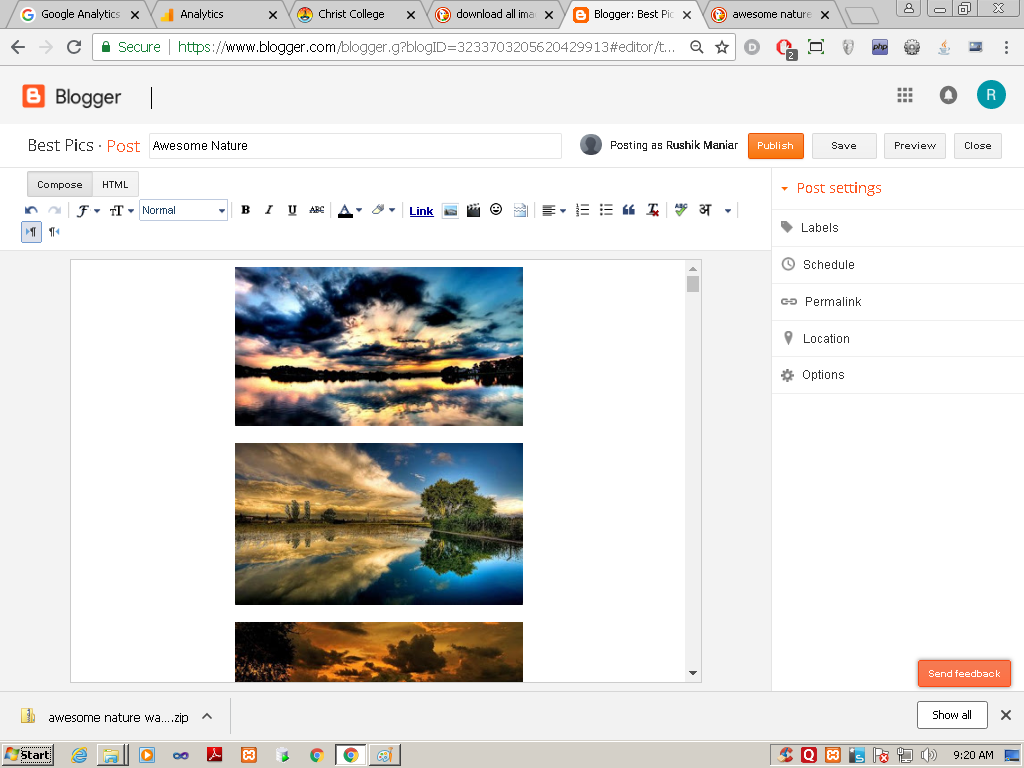 Google Analytics
Analytics
Christ College
download all ima
Blogger: Best Pic
awesome nature
Secure
https://www.blogger.com/blogger.g?blogID=3233703205620429913#editor/t...
D
2
php
Blogger
R
Best Pics · Post
Awesome Nature
Posting as Rushik Maniar
Publish
Save
Preview
Close
Compose
HTML
Normal
B I U ABC
A
Link
ABC
अ
Post settings
Labels
Schedule
Permalink
Location
Options
Send feedback
awesome nature wa....zip
Show all
Start
9:20 AM